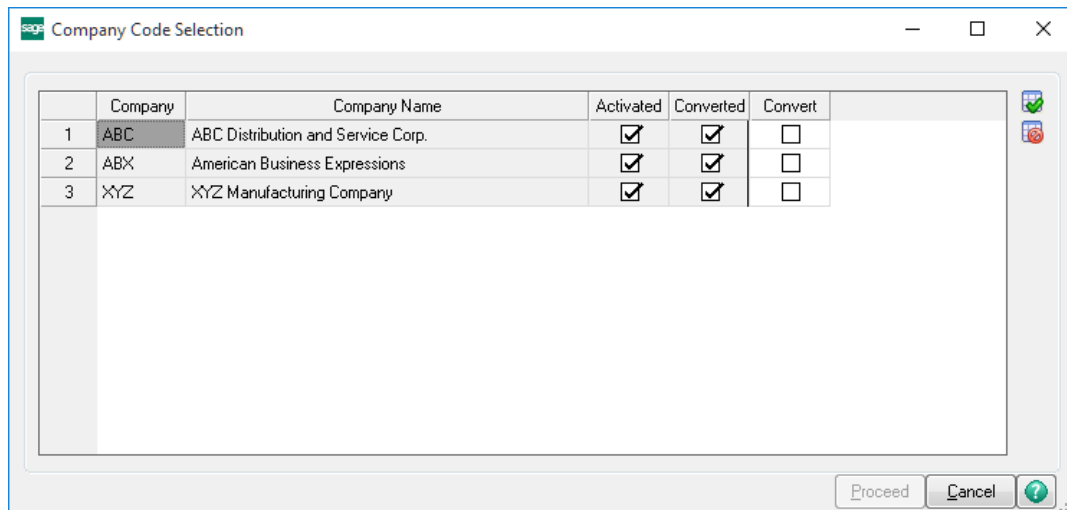 sage Company Code Selection
Company Company Name Activated Converted Convert
1 ABC ABC Distribution and Service Corp.
2 ABX American Business Expressions
3 XYZ XYZ Manufacturing Company
Proceed Cancel ?